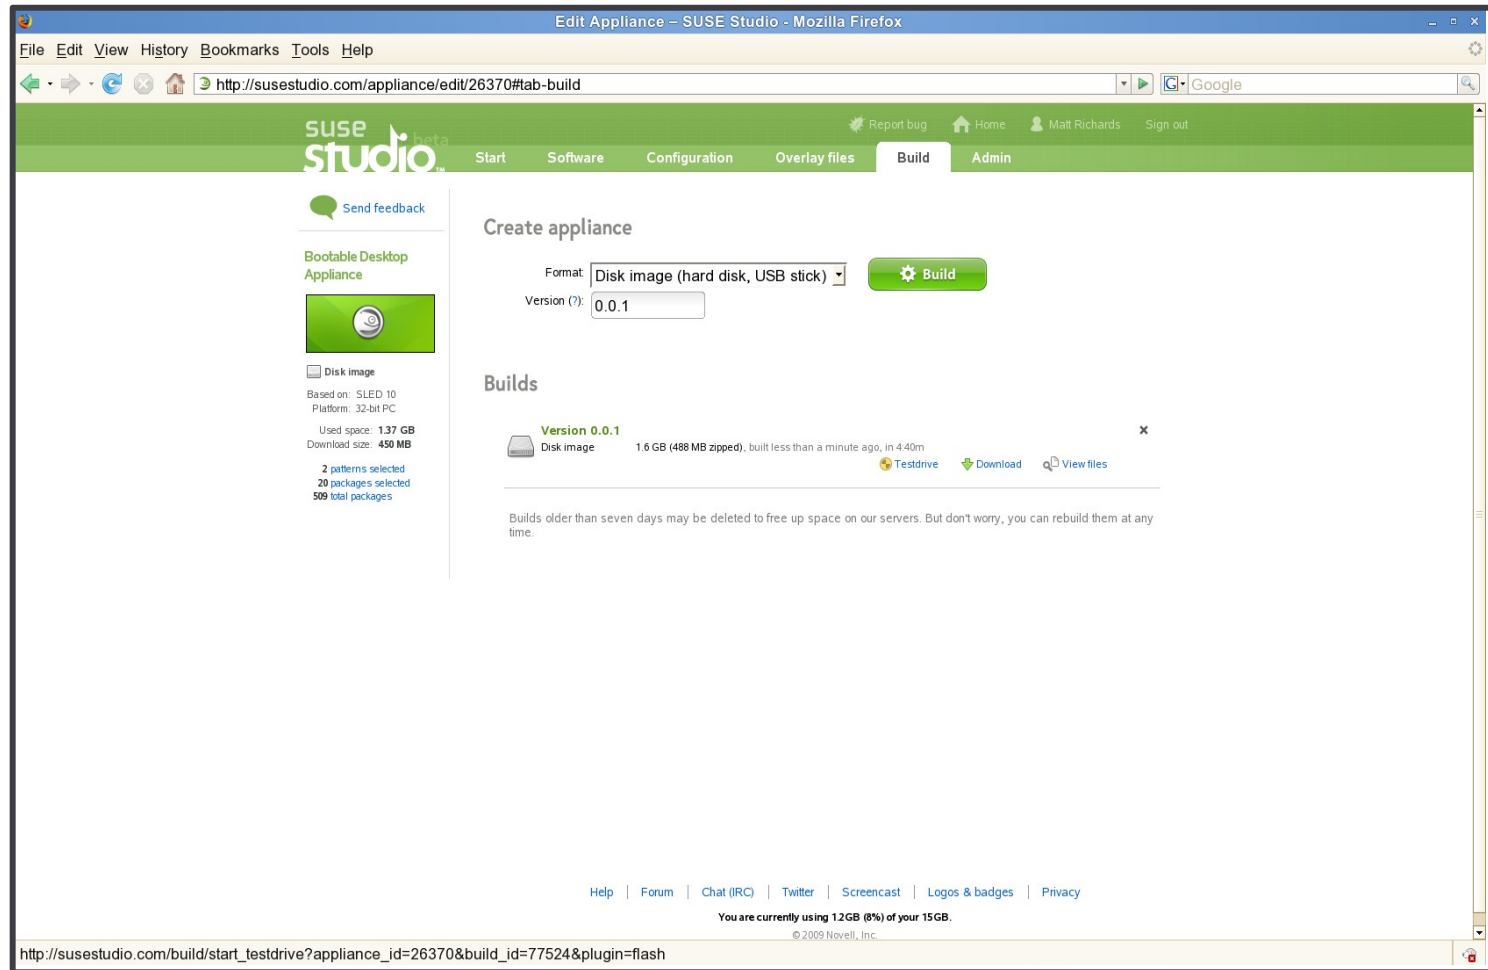 Edit Appliance – SUSE Studio - Mozilla Firefox
File Edit View History Bookmarks Tools Help
http://susestudio.com/appliance/edit/26370#tab-build
G Google
Report bug Home Matt Richards Sign out
suse
studio TM beta
Start Software Configuration Overlay files Build Admin
Send feedback
Bootable Desktop
Appliance
Disk image
Based on: SLED 10
Platform: 32-bit PC
Used space: 1.37 GB
Download size: 450 MB
2 patterns selected
20 packages selected
509 total packages
Create appliance
Format Disk image (hard disk, USB stick) Build
Version (?): 0.0.1
Builds
Version 0.0.1
Disk image 1.6 GB (488 MB zipped), built less than a minute ago, in 4:40m
Testdrive Download View files
Builds older than seven days may be deleted to free up space on our servers. But don't worry, you can rebuild them at any
time.
Help | Forum | Chat (IRC) | Twitter | Screencast | Logos & badges | Privacy
You are currently using 1.2GB (8%) of your 15GB.
© 2009 Novell, Inc.
http://susestudio.com/build/start_testdrive?appliance_id=26370&build_id=77524&plugin=flash